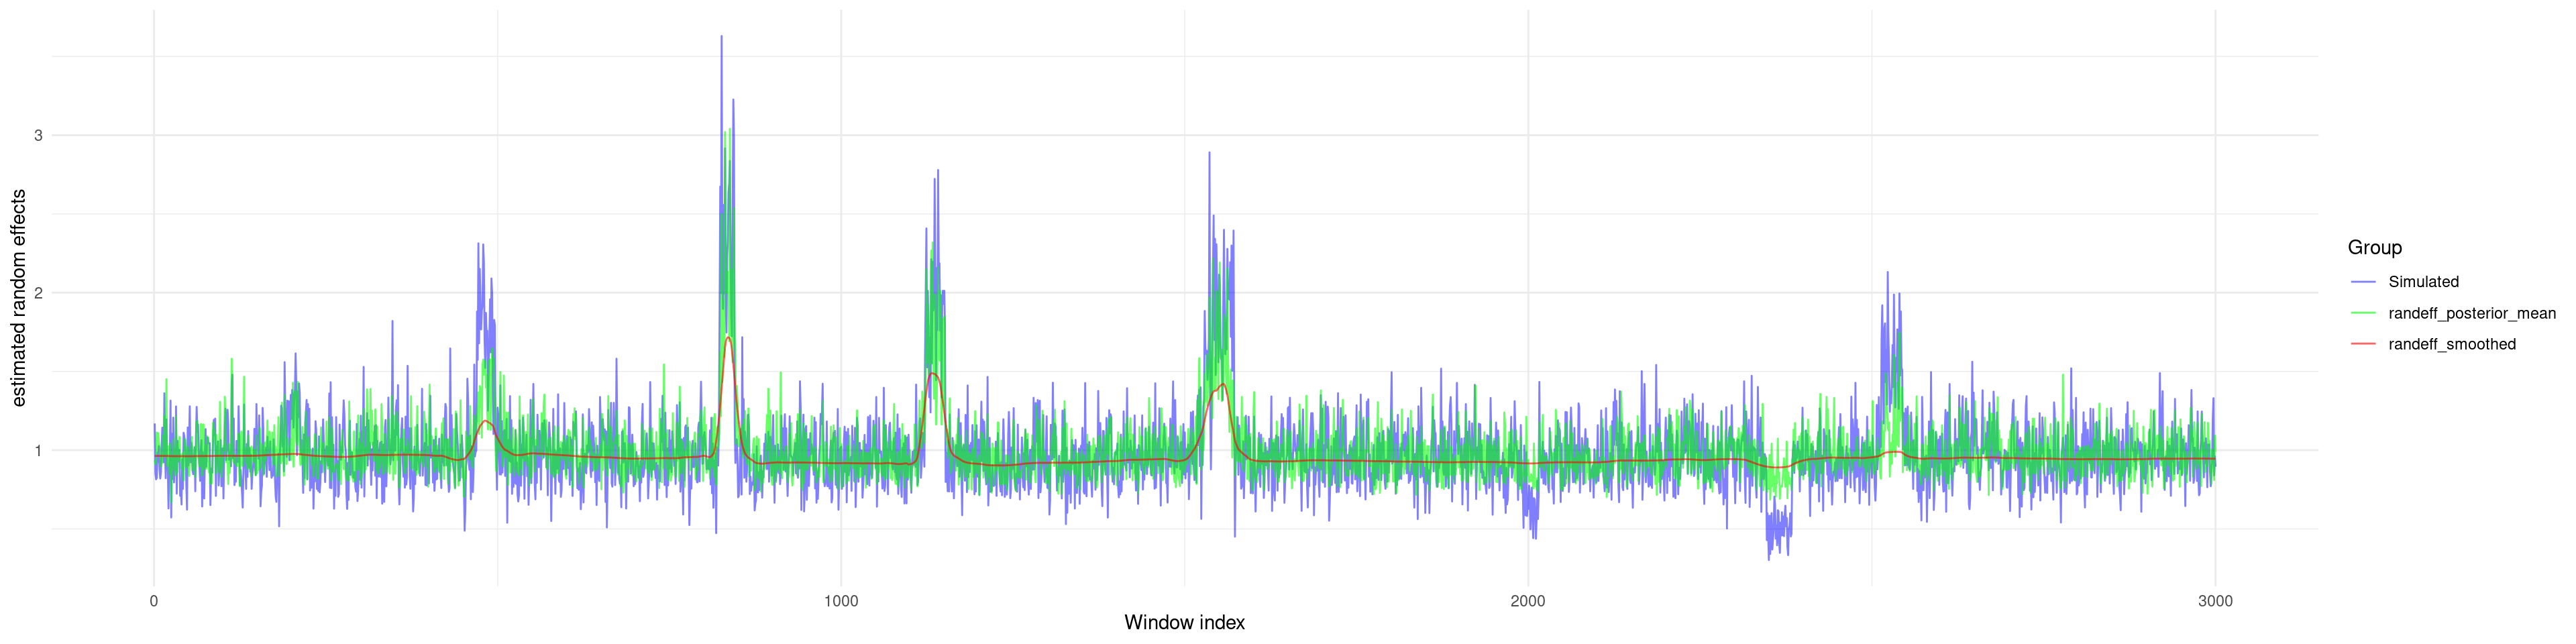 estimated random effects
3
2
1
0
1000
2000
3000
Window index
Group
Simulated
randeff_posterior_mean
randeff_smoothed